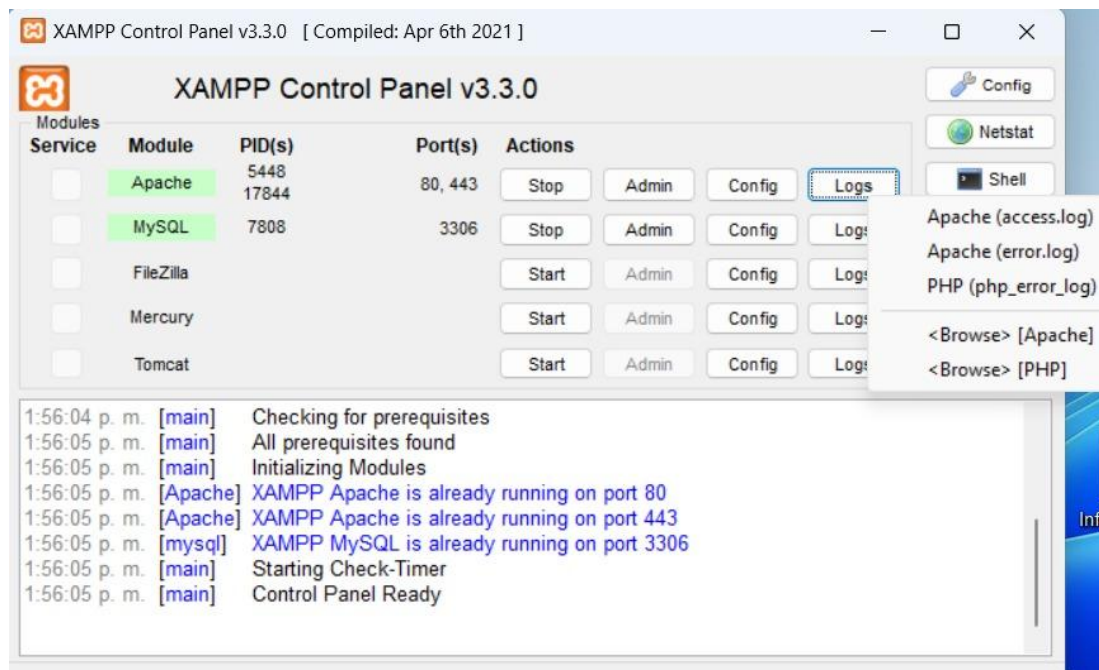 XAMPP Control Panel v3.3.0 [ Compiled: Apr 6th 2021 ]
XAMPP Control Panel v3.3.0
Config
Modules
Netstat
Service Module PID(s) Port(s) Actions
Shell
Apache 5448 17844 80, 443 Stop Admin Config Logs
MySQL 7808 3306 Stop Admin Config
FileZilla Start Admin Config
Mercury Start Admin Config
Tomcat Start Admin Config
Apache (access.log)
Apache (error.log)
PHP (php_error_log)
<Browse> [Apache]
<Browse> [PHP]
1:56:04 p. m. [main] Checking for prerequisites
1:56:05 p. m. [main] All prerequisites found
1:56:05 p. m. [main] Initializing Modules
1:56:05 p. m. [Apache] XAMPP Apache is already running on port 80
1:56:05 p. m. [Apache] XAMPP Apache is already running on port 443
1:56:05 p. m. [mysql] XAMPP MySQL is already running on port 3306
1:56:05 p. m. [main] Starting Check-Timer
1:56:05 p. m. [main] Control Panel Ready